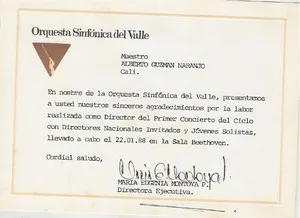 Orquesta Sinfónica del Valle
Maestro
ALBERTO GUZMAN NARANJO
Cali.
En nombre de la Orquesta Sinfónica del Valle, presentamos
a usted nuestros sinceros agradecimientos por la labor
realizada como Director del Primer Concierto del Ciclo
con Directores Nacionales Invitados y Jóvenes Solistas,
llevado a cabo el 22.01.88 en la Sala Beethoven.
Cordial saludo,
MARIA EUGENIA MONTOYA P.
Directora Ejecutiva.